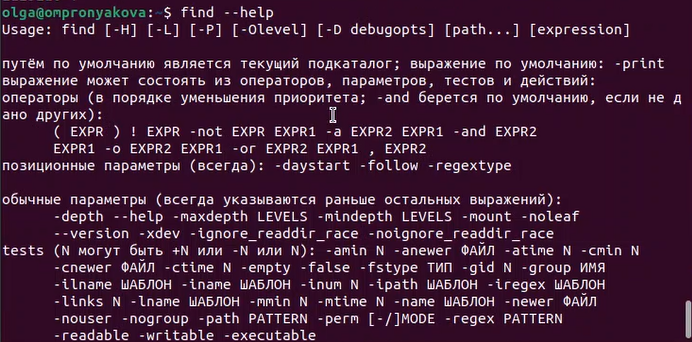 olga@ompronyakova:~$ find --help
Usage: find [-H] [-L] [-P] [-Olevel] [-D debugopts] [path...] [expression]
путём по умолчанию является текущий подкаталог; выражение по умолчанию: -print
выражение может состоять из операторов, параметров, тестов и действий:
операторы (в порядке уменьшения приоритета; -and берется по умолчанию, если не д
ано других):
( EXPR ) ! EXPR -not EXPR EXPR1 -a EXPR2 EXPR1 -and EXPR2
EXPR1 -o EXPR2 EXPR1 -or EXPR2 EXPR1 , EXPR2
позиционные параметры (всегда): -daystart -follow -regextype
обычные параметры (всегда указываются раньше остальных выражений):
-depth --help -maxdepth LEVELS -mindepth LEVELS -mount -noleaf
--version -xdev -ignore_readdir_race -noignore_readdir_race
tests (N могут быть +N или -N или N): -amin N -anewer ФАЙЛ -atime N -cmin N
-cnewer ФАЙЛ -ctime N -empty -false -fstype ТИП -gid N -group ИМЯ
-ilname ШАБЛОН -iname ШАБЛОН -inum N -ipath ШАБЛОН -iregex ШАБЛОН
-links N -lname ШАБЛОН -mmin N -mtime N -name ШАБЛОН -newer ФАЙЛ
-nouser -nogroup -path PATTERN -perm [-/]MODE -regex PATTERN
-readable -writable -executable